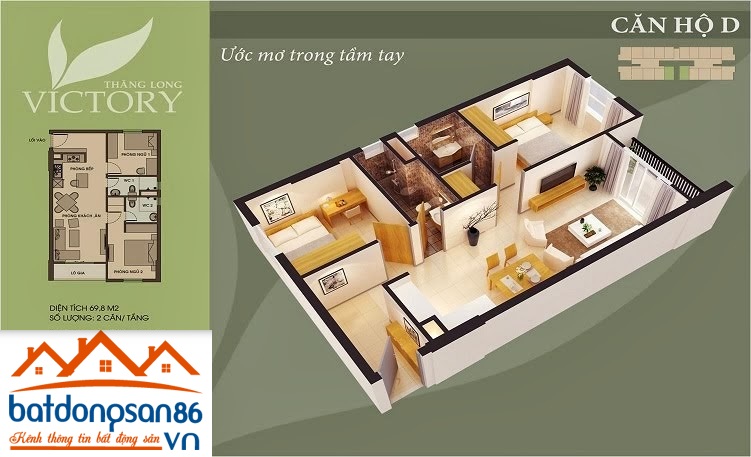 THĂNG LONG
VICTORY
LỐI VÀO
PHÒNG NGỦ 1
PHÒNG BẾP
WC 1
WC 2
PHÒNG KHÁCH ,ĂN
PHÒNG NGỦ 2
LÔ GIA
DIỆN TÍCH 69,8 M2
SỐ LƯỢNG: 2 CĂN/ TẦNG
batdongsan86
Kênh thông tin bất động sản
VN
CĂN HỘ D
Ước mơ trong tầm tay